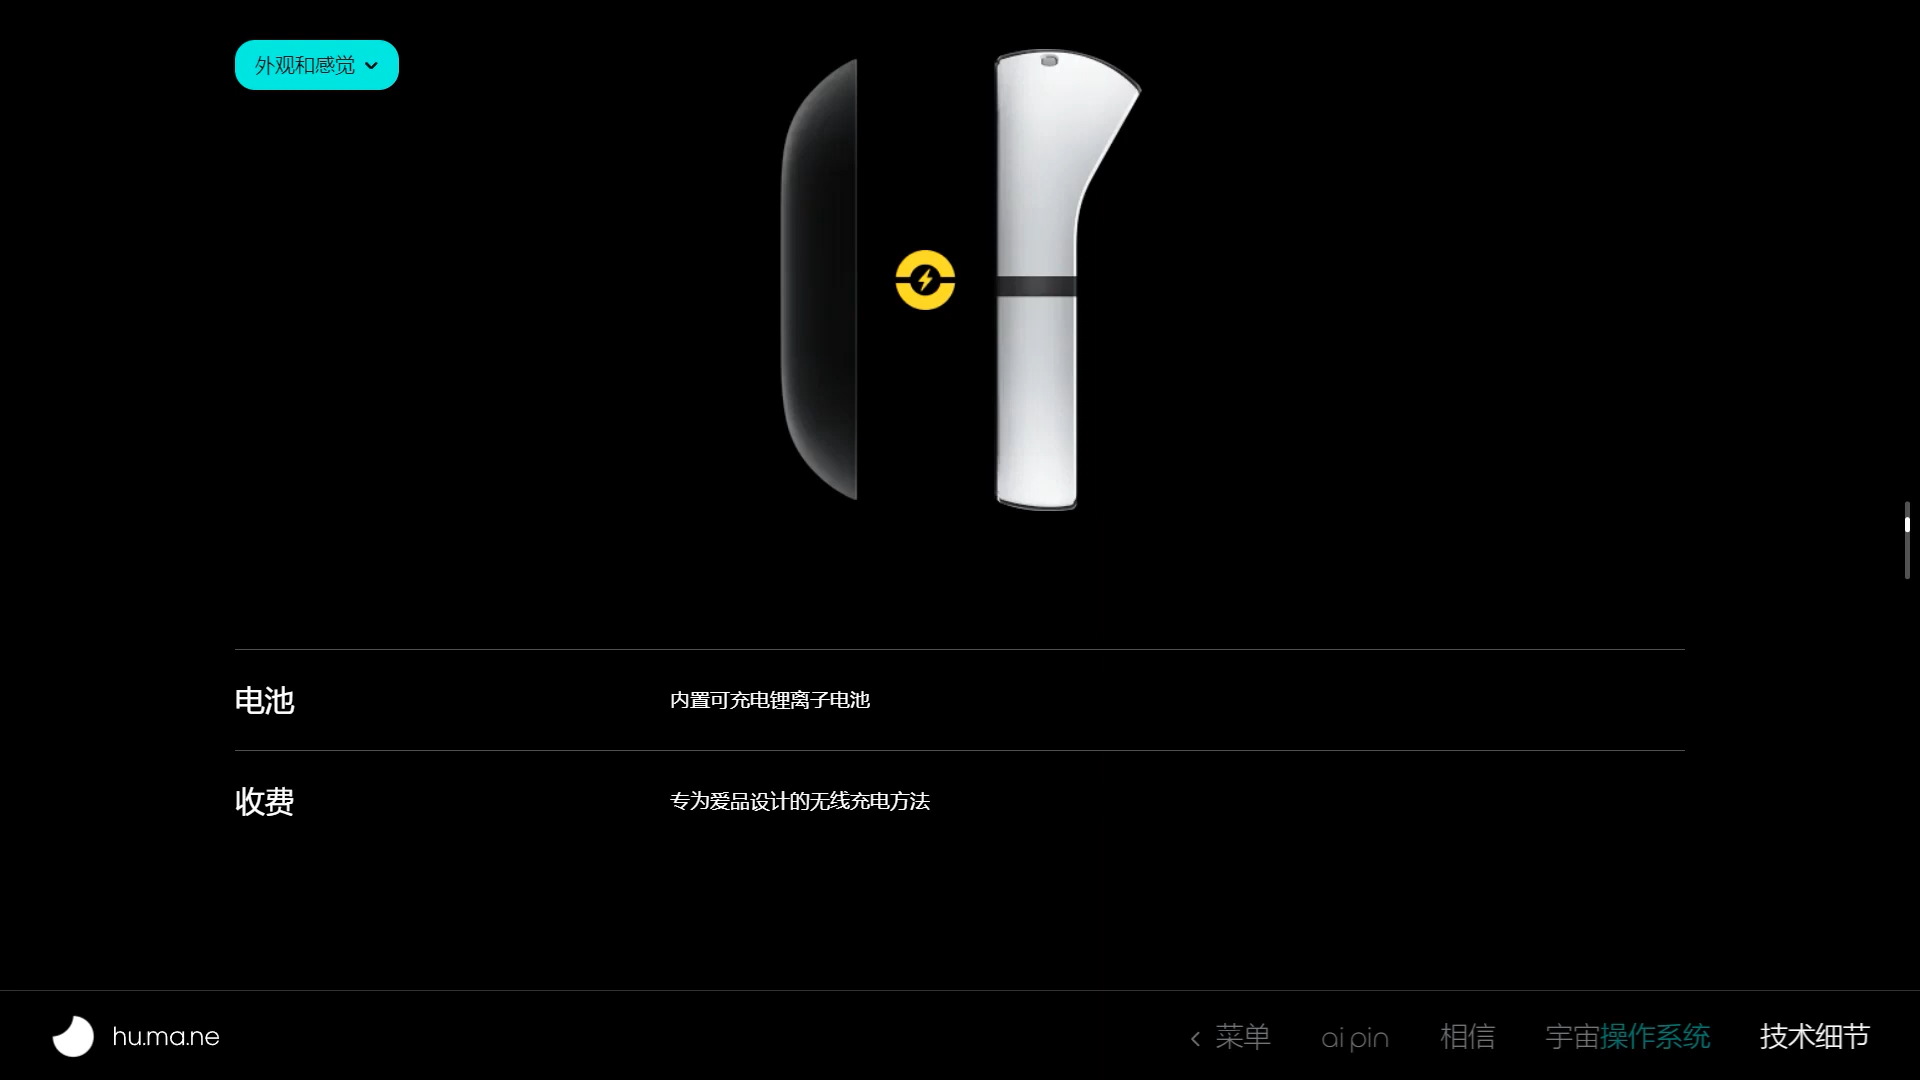 外观和感觉
电池
内置可充电锂离子电池
收费
专为爱品设计的无线充电方法
hu.ma.ne
菜单
ai pin
相信
宇宙操作系统
技术细节